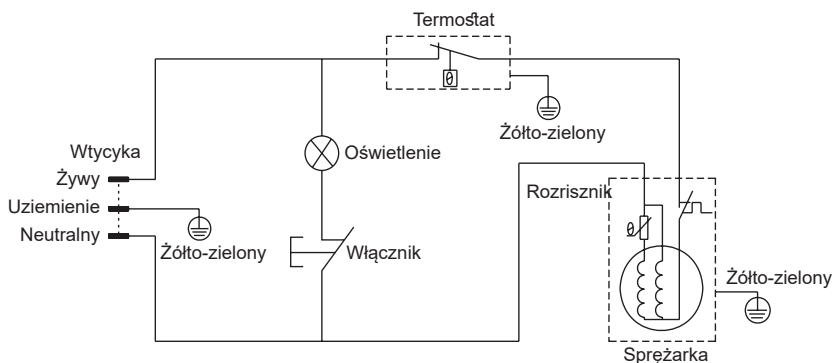 Termostat
θ
Żółto-zielony
Wtycyka
Żywy
Oświetlenie
Uziemienie
Rozrisznik
Neutralny
Żółto-zielony
Włącznik
θ
Żółto-zielony
Sprężarka